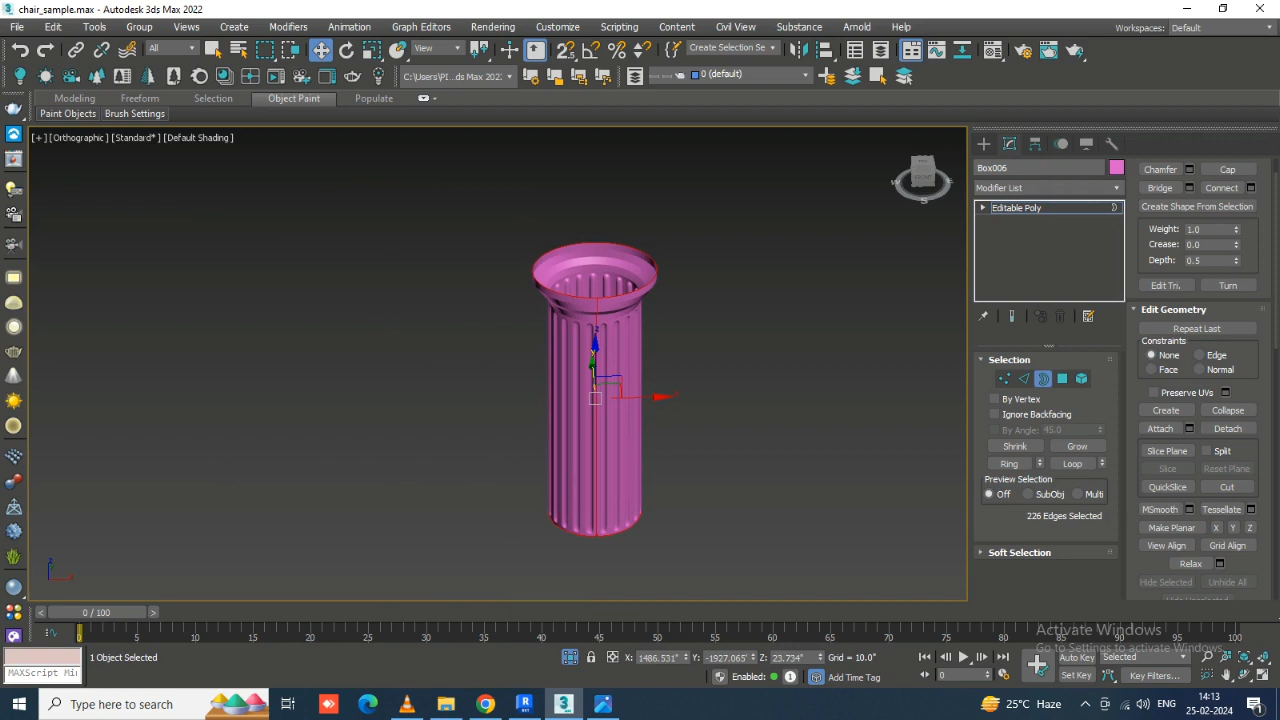 chair_sample.max - Autodesk 3ds Max 2022
File Edit Tools Group Views Create Modifiers Animation Graph Editors Rendering Customize Scripting Content Civil View Substance Arnold Help Workspaces: Default
All View Create Selection Se
C:\Users\PI...ds Max 202: 0 (default)
Modeling Freeform Selection Object Paint Populate
Paint Objects Brush Settings
[+] [Orthographic] [Standard*] [Default Shading]
Box006
Modifier List
Editable Poly
Chamfer Cap
Bridge Connect
Create Shape From Selection
Weight: 1.0
Crease: 0.0
Depth: 0.5
Edit Tri. Turn
Edit Geometry
Repeat Last
Constraints
None Edge
Face Normal
Preserve UVs
Create Collapse
Attach Detach
Slice Plane Split
Slice Reset Plane
QuickSlice Cut
MSmooth Tessellate
Make Planar X Y Z
View Align Grid Align
Relax
Hide Selected Unhide All
Selection
By Vertex
Ignore Backfacing
By Angle: 45.0
Shrink Grow
Ring Loop
Preview Selection
Off SubObj Multi
226 Edges Selected
Soft Selection
0 / 100
0 5 10 15 20 25 30 35 40 45 50 55 60 65 70 75 80 85 90 95 100
Activate Windows
Go to Settings to activate Windows.
1 Object Selected
X: 1486.531" Y: -1927.065' Z: 23.734" Grid = 10.0"
MAXScript Mi
Enabled: 1 Add Time Tag
Auto Key Selected
Set Key Key Filters...
0
Type here to search
25°C Haze ENG 14:13
25-02-2024